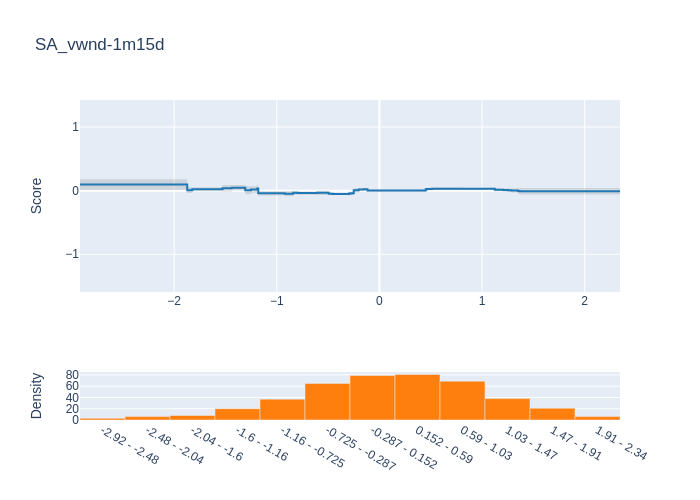 SA_vwnd-1m15d
Score
1
0
−1
−2
−1
0
1
2
Density
80
60
40
20
0
-2.92 - -2.48
-2.48 - -2.04
-2.04 - -1.6
-1.6 - -1.16
-1.16 - -0.725
-0.725 - -0.287
-0.287 - 0.152
0.152 - 0.59
0.59 - 1.03
1.03 - 1.47
1.47 - 1.91
1.91 - 2.34